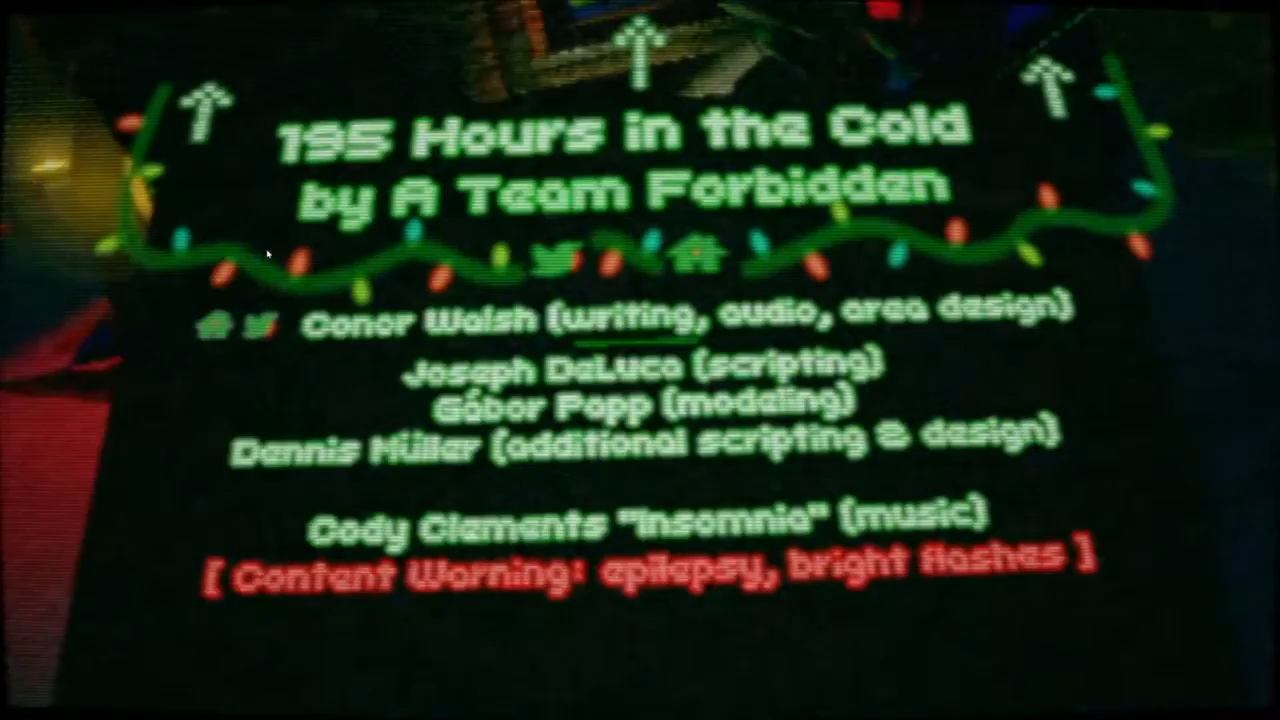 195 Hours in the Cold
by A Team Forbidden
Conor Walsh (writing, audio, area design)
Joseph DeLuca (scripting)
Gábor Papp (modeling)
Dennis Müller (additional scripting & design)
Cody Clements "Insomnia" (music)
[ Content Warning: epilepsy, bright flashes ]